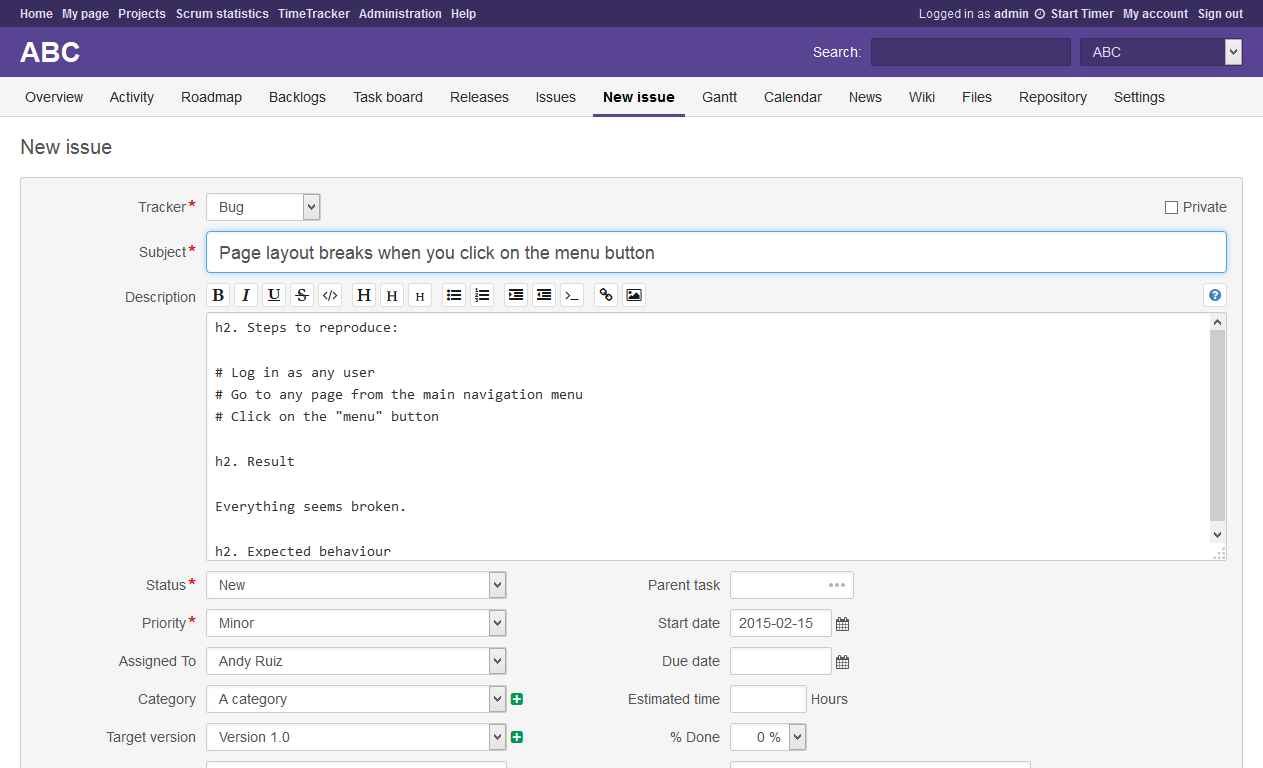 Home My page Projects Scrum statistics TimeTracker Administration Help Logged in as admin Start Timer My account Sign out
ABC Search: ABC
Overview Activity Roadmap Backlogs Task board Releases Issues New issue Gantt Calendar News Wiki Files Repository Settings
New issue
Tracker* Bug Private
Subject* Page layout breaks when you click on the menu button
Description B I U S </> H H H
h2. Steps to reproduce:
# Log in as any user
# Go to any page from the main navigation menu
# Click on the "menu" button
h2. Result
Everything seems broken.
h2. Expected behaviour
Status* New Parent task
Priority* Minor Start date 2015-02-15
Assigned To Andy Ruiz Due date
Category A category Estimated time Hours
Target version Version 1.0 % Done 0 %